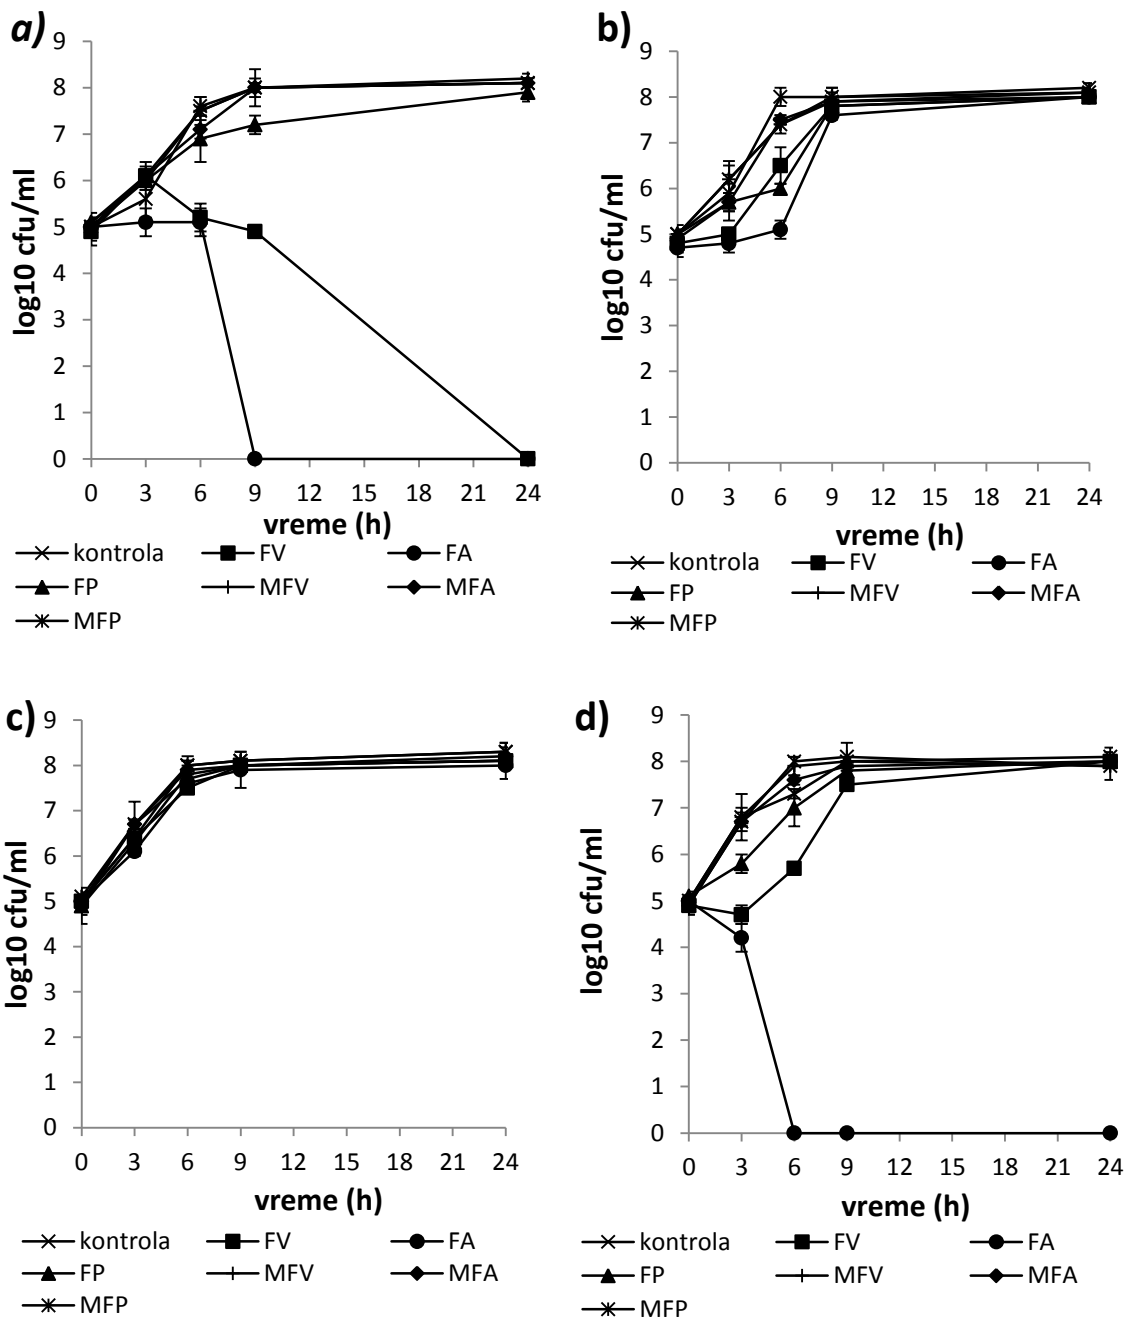 a)
9
8
7
6
5
4
3
2
1
0
log10 cfu/ml
0 3 6 9 12 15 18 21 24
vreme (h)
kontrola FV FA
FP MFV MFA
MFP
b)
9
8
7
6
5
4
3
2
1
0
log10 cfu/ml
0 3 6 9 12 15 18 21 24
vreme (h)
kontrola FV FA
FP MFV MFA
MFP
c)
9
8
7
6
5
4
3
2
1
0
log10 cfu/ml
0 3 6 9 12 15 18 21 24
vreme (h)
kontrola FV FA
FP MFV MFA
MFP
d)
9
8
7
6
5
4
3
2
1
0
log10 cfu/ml
0 3 6 9 12 15 18 21 24
vreme (h)
kontrola FV FA
FP MFV MFA
MFP